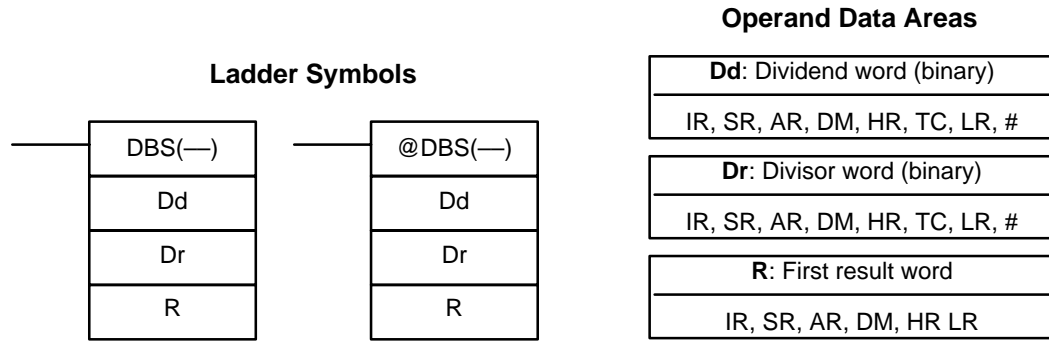 Ladder Symbols
DBS(—)
Dd
Dr
R
@DBS(—)
Dd
Dr
R
Operand Data Areas
Dd: Dividend word (binary)
IR, SR, AR, DM, HR, TC, LR, #
Dr: Divisor word (binary)
IR, SR, AR, DM, HR, TC, LR, #
R: First result word
IR, SR, AR, DM, HR LR